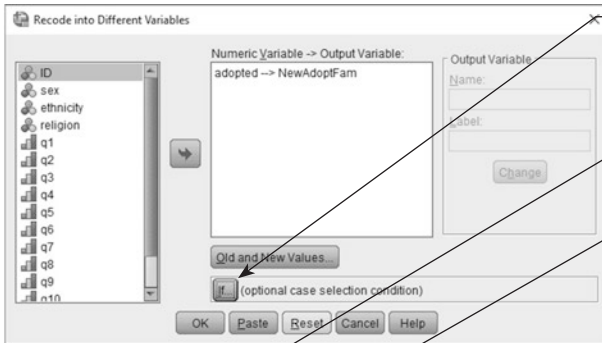 Recode into Different Variables
Numeric Variable -> Output Variable:
adopted --> NewAdoptFam
ID
sex
ethnicity
religion
q1
q2
q3
q4
q5
q6
q7
q8
q9
q10
Output Variable
Name:
Label:
Change
Old and New Values...
If... (optional case selection condition)
OK Paste Reset Cancel Help